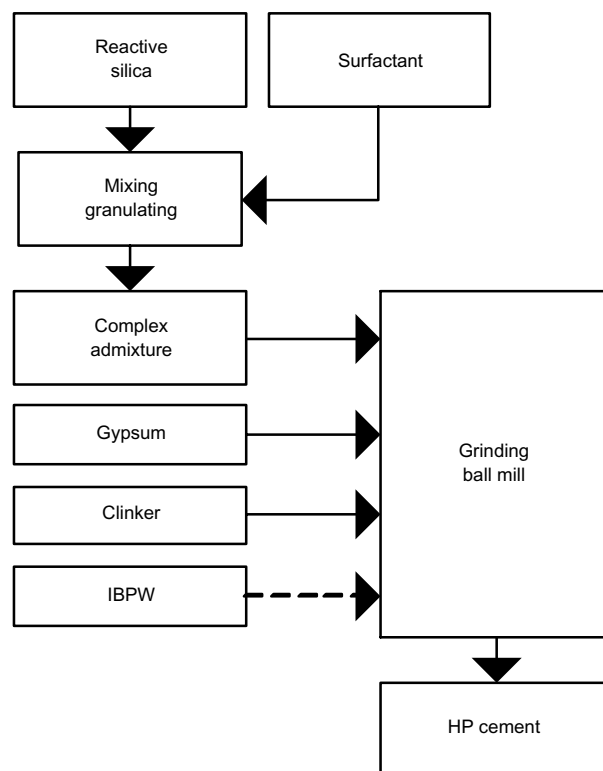 Reactive
silica
Surfactant
Mixing
granulating
Complex
admixture
Gypsum
Clinker
IBPW
Grinding
ball mill
HP cement